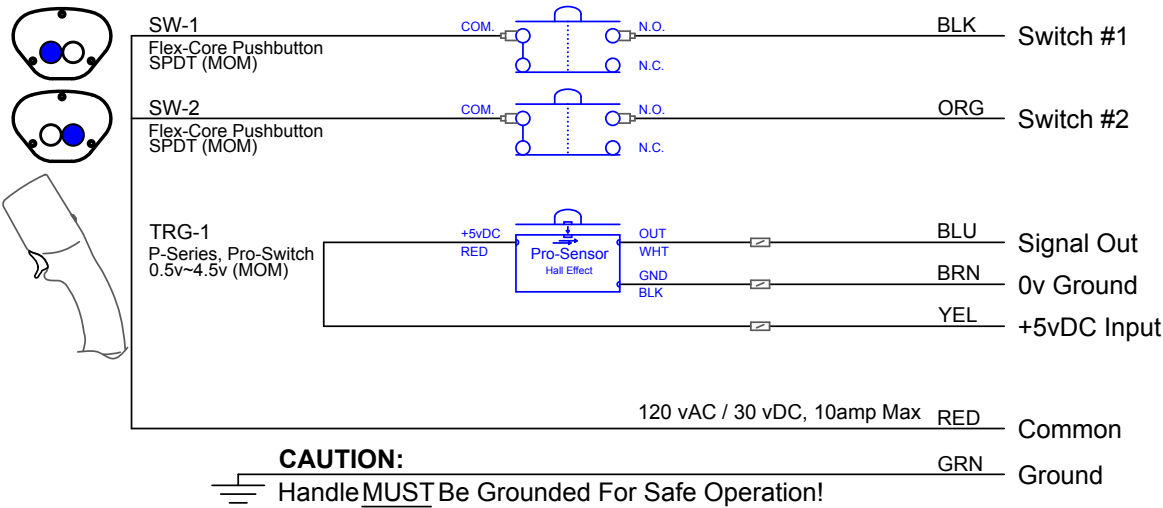 SW-1
COM.
N.O.
BLK
Switch #1
Flex-Core Pushbutton
SPDT (MOM)
N.C.
SW-2
COM.
N.O.
ORG
Switch #2
Flex-Core Pushbutton
SPDT (MOM)
N.C.
TRG-1
P-Series, Pro-Switch
0.5v~4.5v (MOM)
+5vDC
RED
Pro-Sensor
Hall Effect
OUT
WHT
GND
BLK
BLU
Signal Out
BRN
0v Ground
YEL
+5vDC Input
120 vAC / 30 vDC, 10amp Max
RED
Common
CAUTION:
GRN
Ground
Handle MUST Be Grounded For Safe Operation!